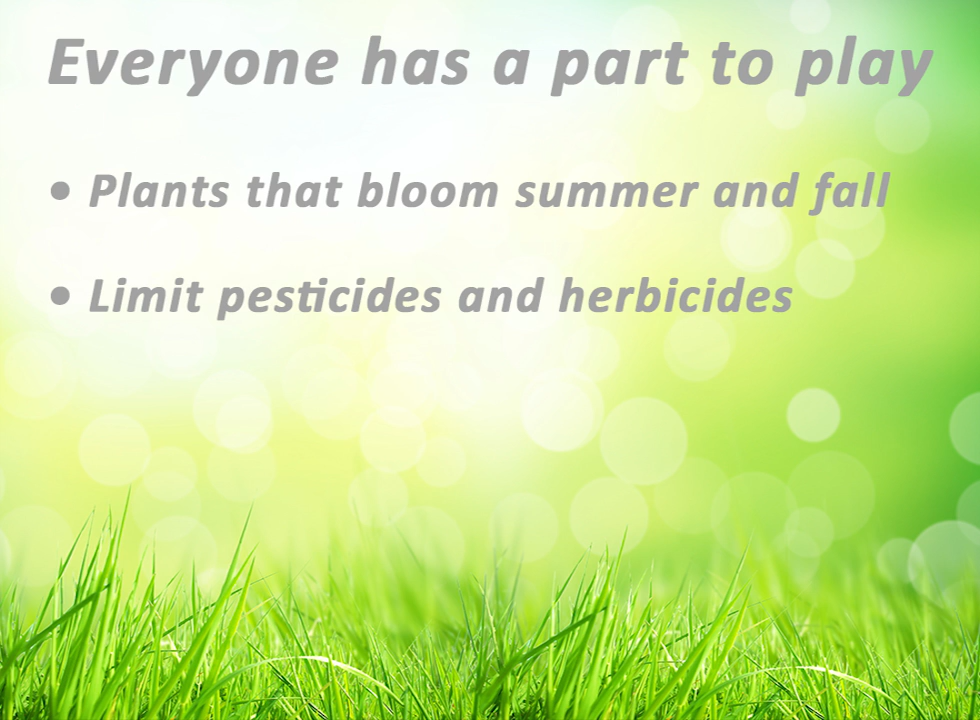 Everyone has a part to play
• Plants that bloom summer and fall
• Limit pesticides and herbicides